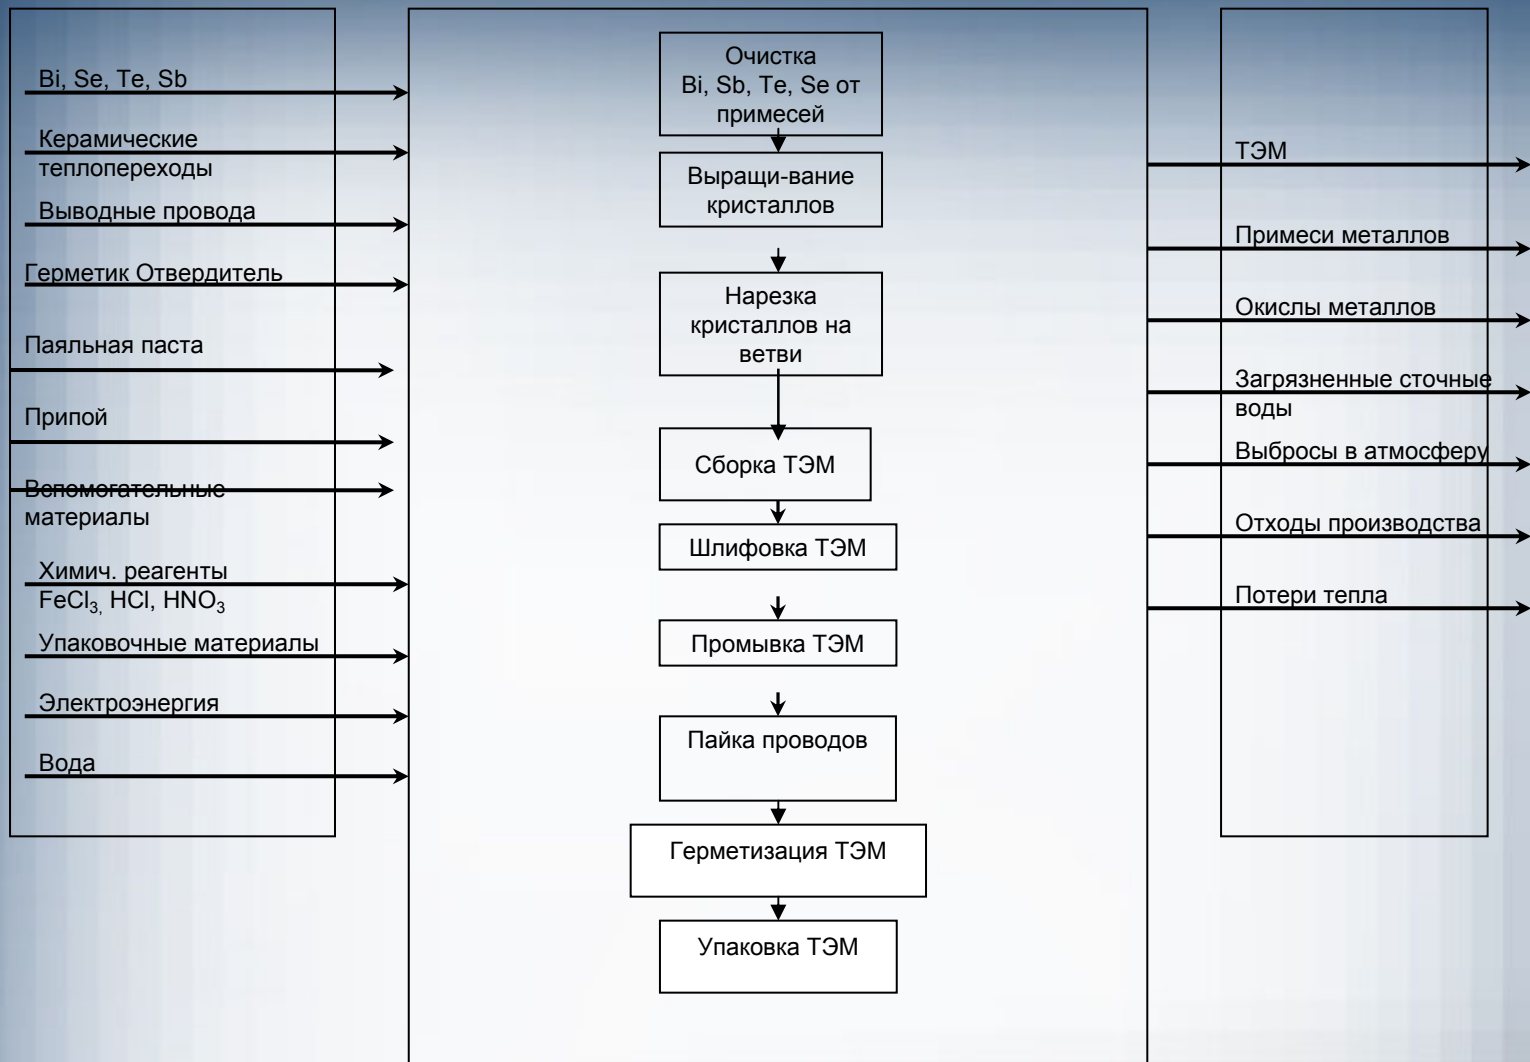 Bi, Se, Te, Sb
Керамические
теплопереходы
Выводные провода
Герметик Отвердитель
Паяльная паста
Припой
Вспомогательные
материалы
Химич. реагенты
FeCl₃, HCl, HNO₃
Упаковочные материалы
Электроэнергия
Вода
Очистка
Bi, Sb, Te, Se от
примесей
Выращи-вание
кристаллов
Нарезка
кристаллов на
ветви
Сборка ТЭМ
Шлифовка ТЭМ
Промывка ТЭМ
Пайка проводов
Герметизация ТЭМ
Упаковка ТЭМ
ТЭМ
Примеси металлов
Окислы металлов
Загрязненные сточные
воды
Выбросы в атмосферу
Отходы производства
Потери тепла